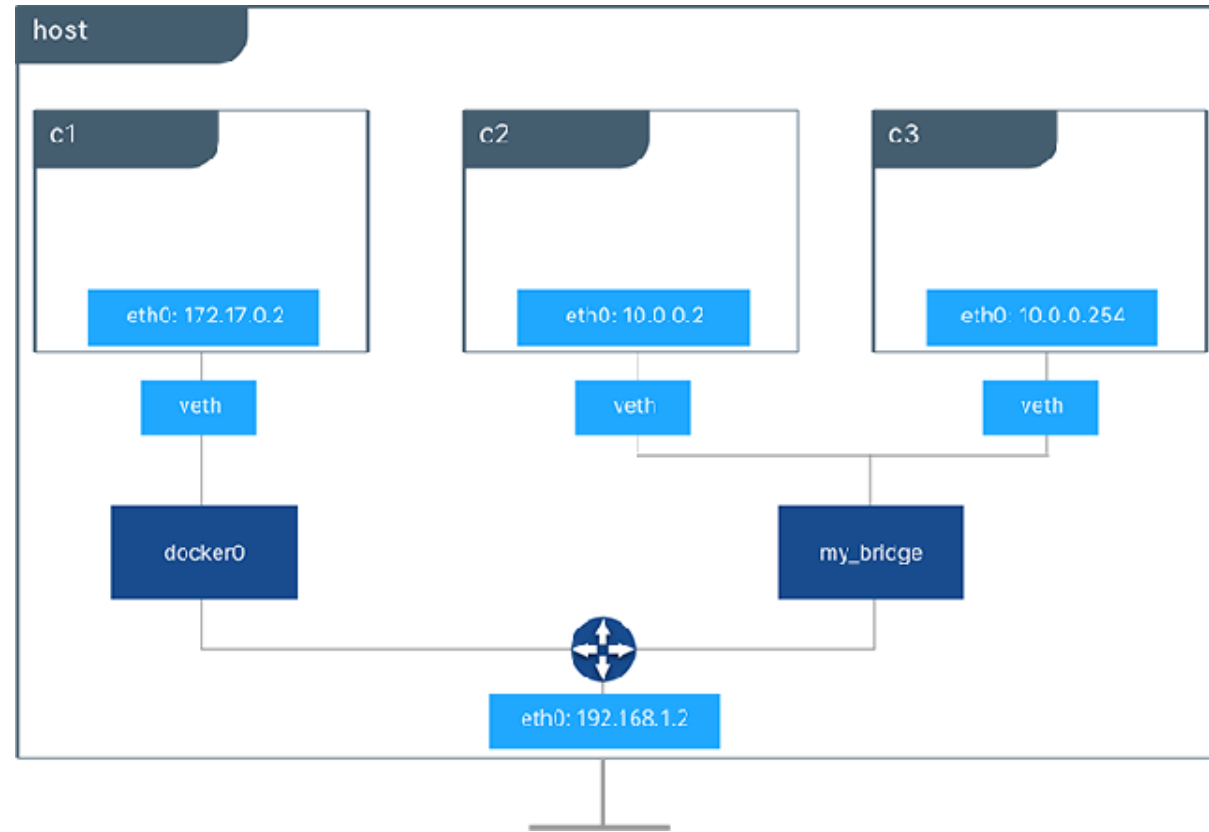 host
c1
c2
c3
eth0: 172.17.0.2
eth0: 10.0.0.2
eth0: 10.0.0.254
veth
veth
veth
docker0
my_bridge
eth0: 192.168.1.2